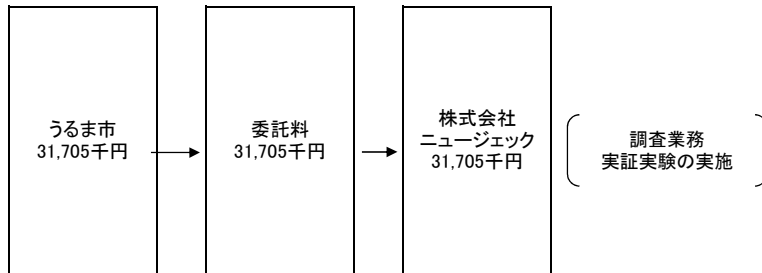 うるま市
31,705千円
委託料
31,705千円
株式会社
ニュージェック
31,705千円
調査業務
実証実験の実施